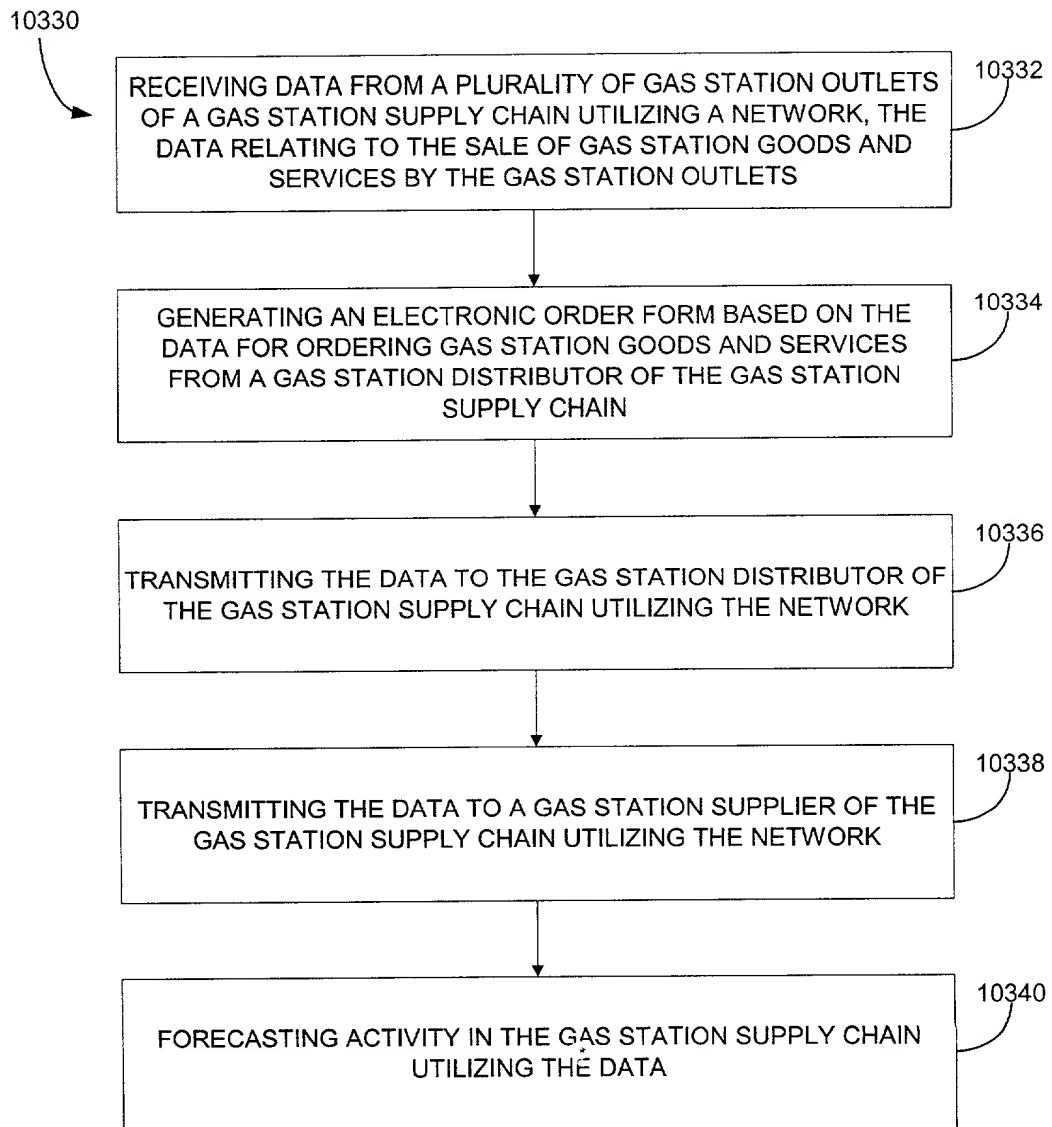 10330
RECEIVING DATA FROM A PLURALITY OF GAS STATION OUTLETS
OF A GAS STATION SUPPLY CHAIN UTILIZING A NETWORK, THE
DATA RELATING TO THE SALE OF GAS STATION GOODS AND
SERVICES BY THE GAS STATION OUTLETS
10332
GENERATING AN ELECTRONIC ORDER FORM BASED ON THE
DATA FOR ORDERING GAS STATION GOODS AND SERVICES
FROM A GAS STATION DISTRIBUTOR OF THE GAS STATION
SUPPLY CHAIN
10334
TRANSMITTING THE DATA TO THE GAS STATION DISTRIBUTOR OF
THE GAS STATION SUPPLY CHAIN UTILIZING THE NETWORK
10336
TRANSMITTING THE DATA TO A GAS STATION SUPPLIER OF THE
GAS STATION SUPPLY CHAIN UTILIZING THE NETWORK
10338
FORECASTING ACTIVITY IN THE GAS STATION SUPPLY CHAIN
UTILIZING THE DATA
10340